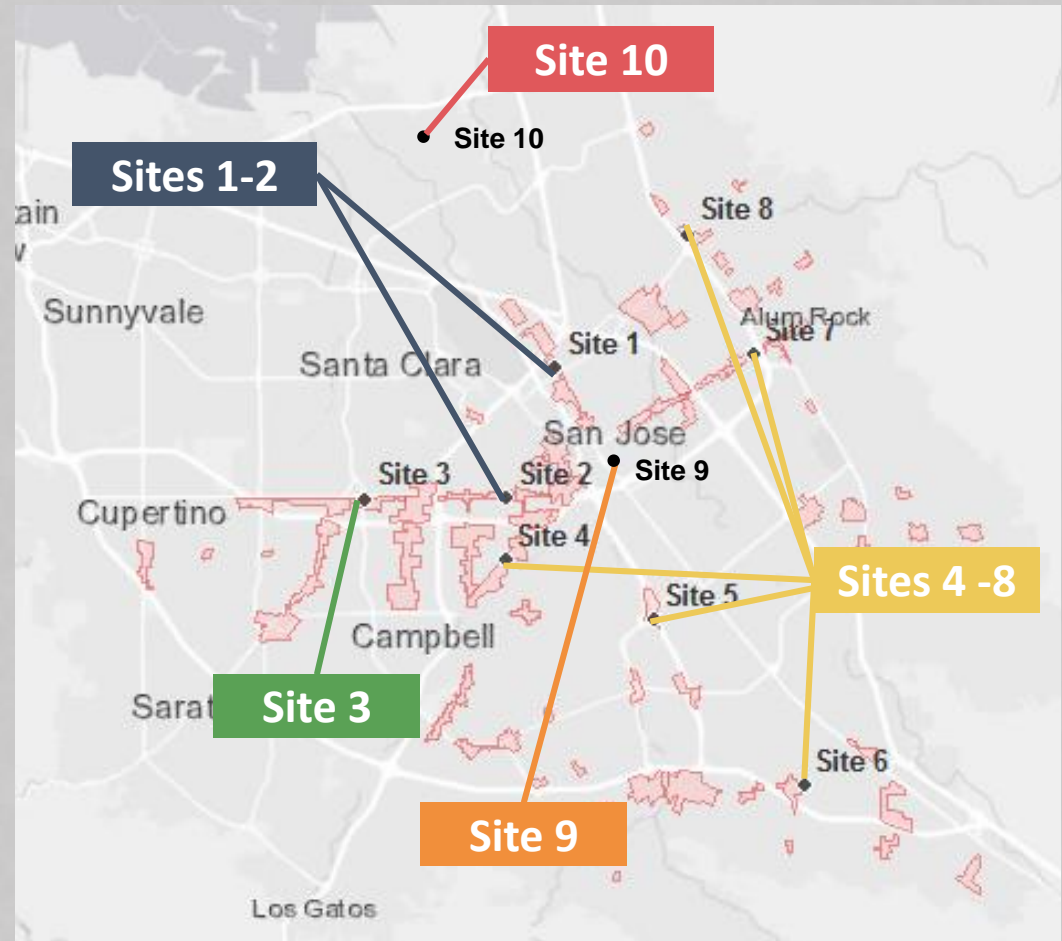 Site 10
Site 10
Sites 1-2
ain
w
Site 8
Sunnyvale
Alum Rock
Site 7
Site 1
Santa Clara
San Jose
Site 9
Site 3
Site 2
Cupertino
Site 4
Sites 4 -8
Site 5
Campbell
Sarat
Site 3
Site 6
Site 9
Los Gatos